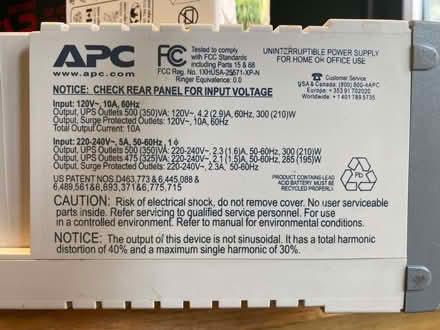 APC
www.apc.com
FC Tested to comply
with FCC Standards
Including Parts 15 & 68
FCC Reg. No.
Ringer Equivalence: 0.0
UNINTERRUPTIBLE POWER SUPPLY
FOR HOME OR OFFICE USE
Customer Service
USA & Canada: (800) 800-4APC
Europe: + 353 91 702020
Worldwide: + 1 401 789 5735
NOTICE: CHECK REAR PANEL FOR INPUT VOLTAGE
Input: 120V~, 10A, 60Hz
Output, UPS Outlets 500 (350)VA: 120V~, 4.2 (2.9)A, 60Hz, 300 (210)W
Output, Surge Protected Outlets: 120V~, 10A, 60Hz
Output, Total Current: 10A
Input: 220-240V~, 5A, 50-60Hz, 1ϕ
Output, UPS Outlets 500 (350)VA: 220-240V~, 2.3 (1.6)A, 50-60Hz, 300 (210)W
Output, UPS Outlets 475 (325)VA: 220-240V~, 2.1 (1.5)A, 50-60Hz, 285 (195)W
Output, Surge Protected Outlets: 220-240V~, 2.3A, 50-60Hz
US PATENT NOS. D463,773 & 6,445,088 &
6,489,561 & 6,693,371 & 6,775,715
Pb
PRODUCT CONTAINS LEAD
ACID BATTERY. PRODUCT
MUST BE RECYCLED.
CAUTION: Risk of electrical shock, do not remove cover. No user serviceable
parts inside. Refer servicing to qualified service personnel. For use
in a controlled environment. Refer to manual for environmental conditions.
NOTICE: The output of this device is not sinusoidal. It has a total harmonic
distortion of 40% and a maximum single harmonic of 30%.